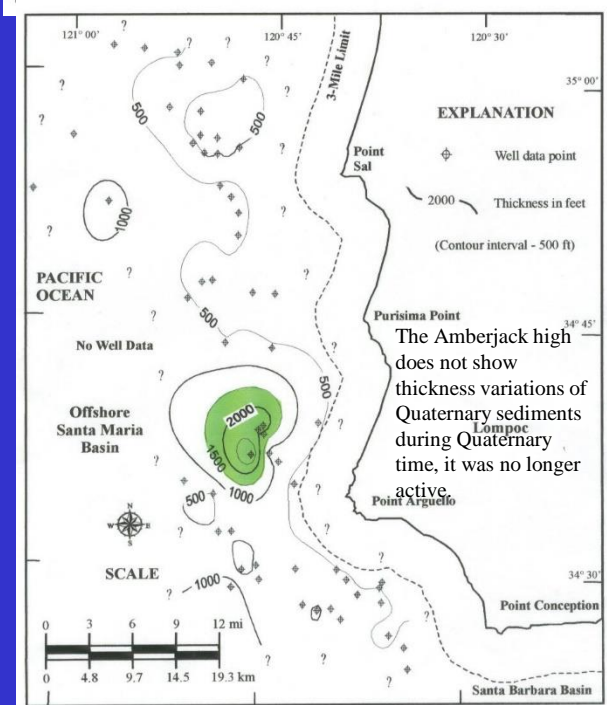 121° 00'
120° 45'
120° 30'
?
?
?
?
3-Mile Limit
35° 00'
500
?
?
500
EXPLANATION
Well data point
Point
Sal
2000
Thickness in feet
1000
(Contour interval - 500 ft)
?
?
?
PACIFIC
OCEAN
?
?
500
Purisima Point
34° 45'
No Well Data
The Amberjack high
does not show
thickness variations of
Quaternary sediments
during Quaternary
time, it was no longer
active.
?
500
Offshore
Santa Maria
Basin
2000
Lompoc
?
1500
1000
?
500
?
Point Arguello
N
W
E
S
?
?
SCALE
?
1000
?
34° 30'
Point Conception
0
3
6
9
12 mi
0
4.8
9.7
14.5
19.3 km
?
?
?
Santa Barbara Basin